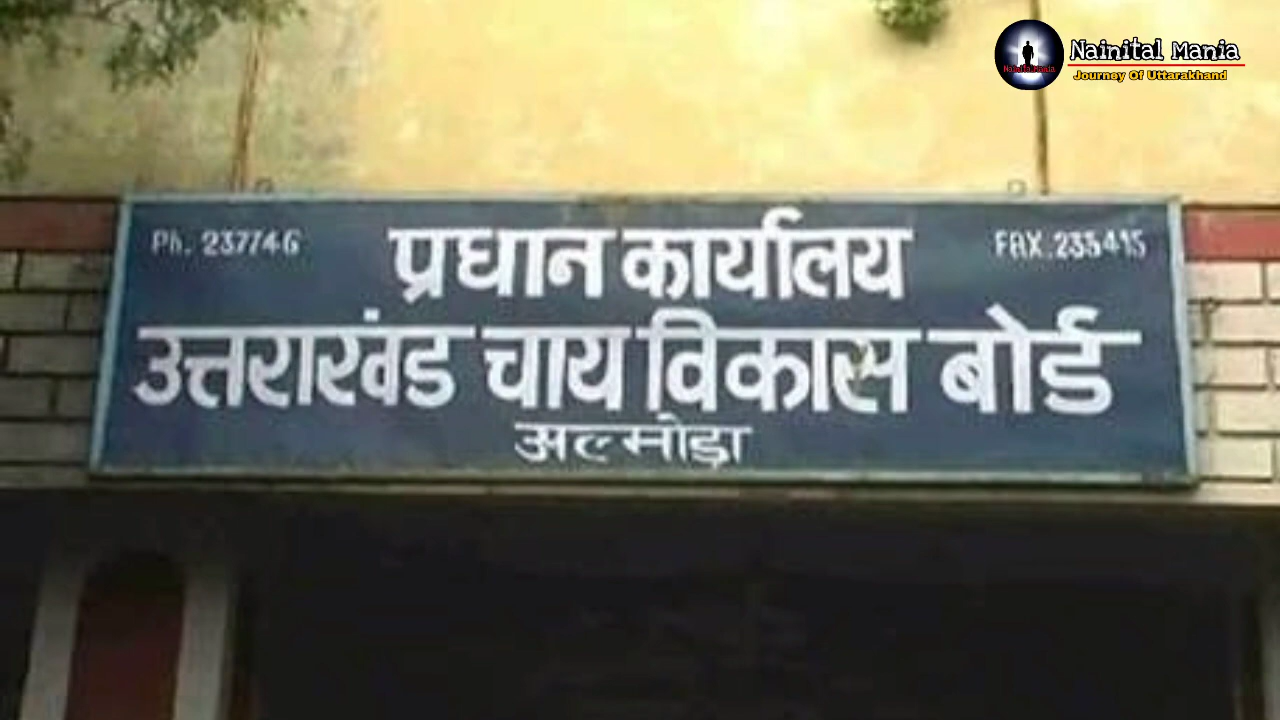 Nainital Mania
Journey Of Uttarakhand
Ph. 237746
प्रधान कार्यालय
FAX.235415
उत्तराखंड चाय विकास बोर्ड
अल्मोड़ा